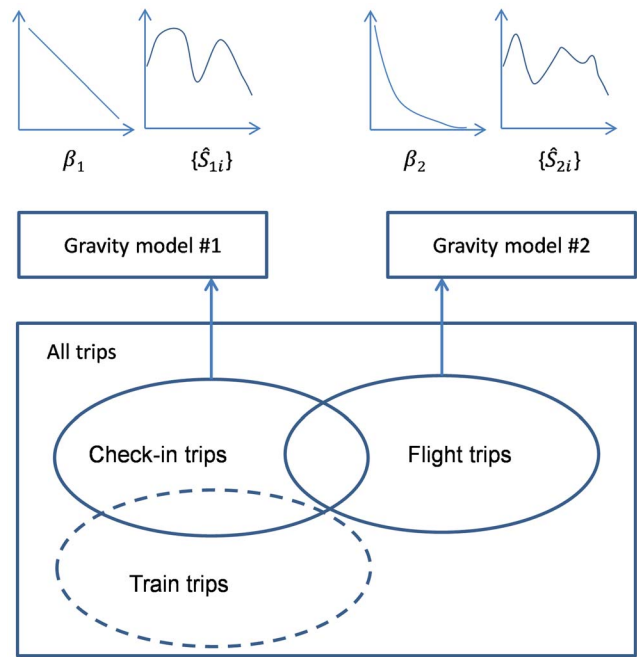 β₁ {Ŝ₁ᵢ} β₂ {Ŝ₂ᵢ}
Gravity model #1 Gravity model #2
All trips
Check-in trips Flight trips
Train trips